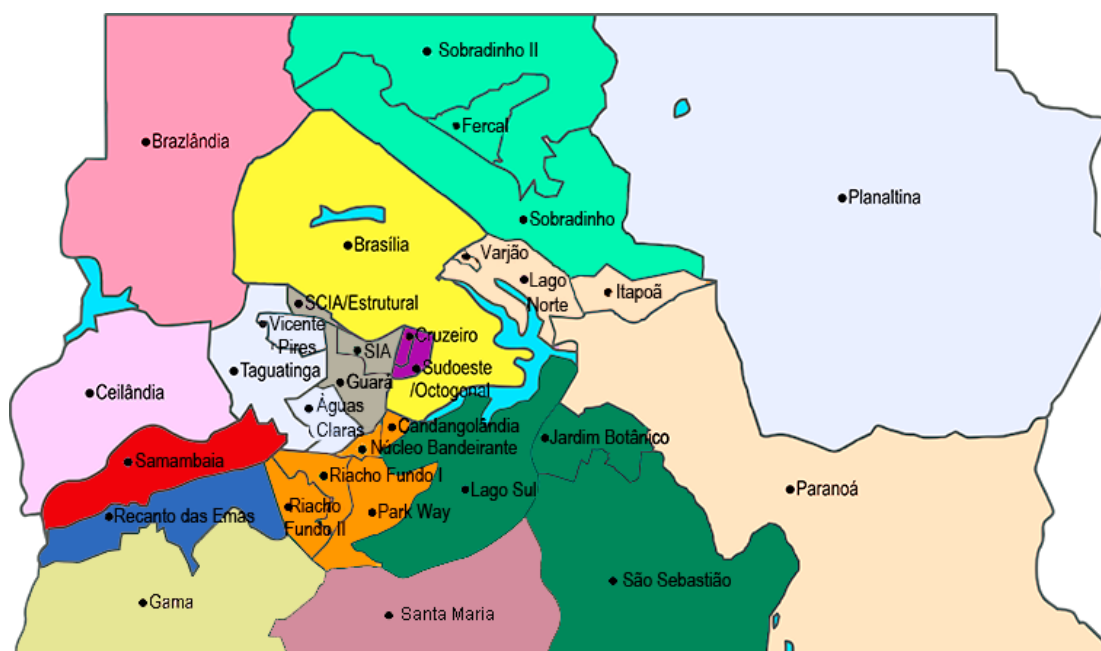 Sobradinho II
Fercal
Brazlândia
Planaltina
Sobradinho
Brasília
Varjão
Lago
Norte
Itapoã
SCIA/Estrutural
Vicente
Pires
Cruzeiro
SIA
Taguatinga
Sudoeste
/Octogonal
Guará
Ceilândia
Águas
Claras
Candangolândia
Jardim Botânico
Núcleo Bandeirante
Samambaia
Riacho Fundo I
Lago Sul
Paranoá
Riacho
Fundo II
Park Way
Recanto das Emas
São Sebastião
Gama
Santa Maria